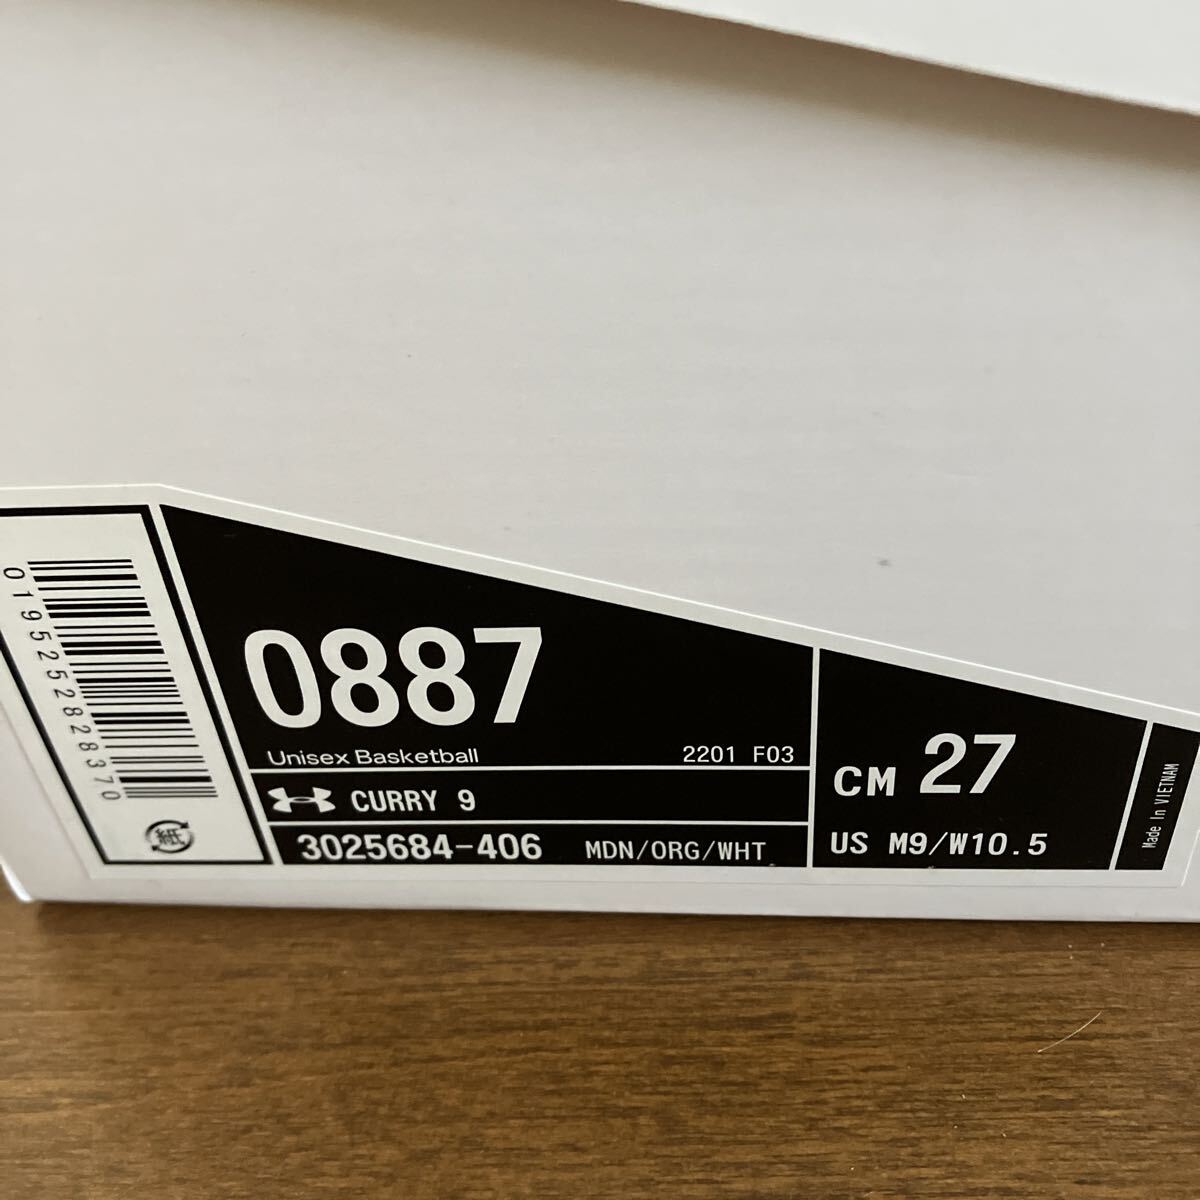 0195252828370
紙
0887
Unisex Basketball 2201 F03
CURRY 9
3025684-406 MDN/ORG/WHT
CM 27
US M9/W10.5
Made In VIETNAM